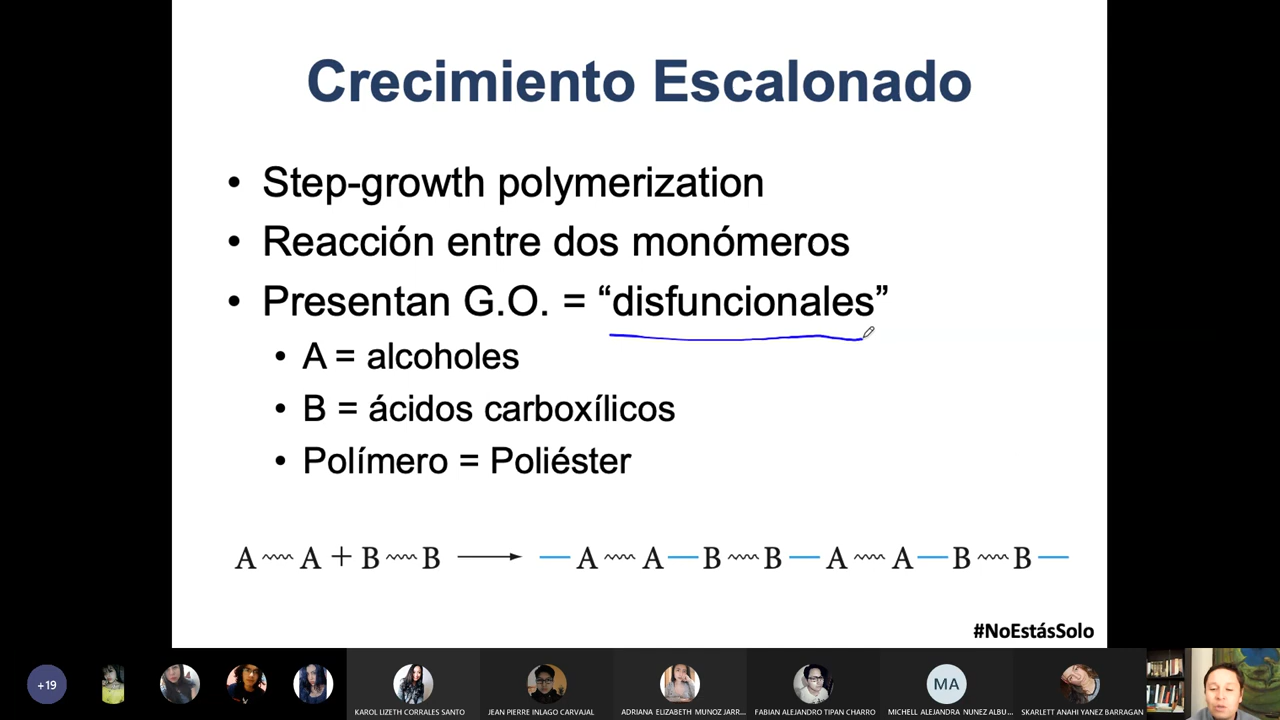 Crecimiento Escalonado
• Step-growth polymerization
• Reacción entre dos monómeros
• Presentan G.O. = “disfuncionales”
• A = alcoholes
• B = ácidos carboxílicos
• Polímero = Poliéster
A A + B B → A A B B A A B B
#NoEstásSolo
+19
KAROL LIZETH CORRALES SANTO
JEAN PIERRE INLAGO CARVAJAL
ADRIANA ELIZABETH MUNOZ JARR...
FABIAN ALEJANDRO TIPAN CHARRO
MA
MICHELL ALEJANDRA NUNEZ ALBU...
SKARLETT ANAHI YANEZ BARRAGAN